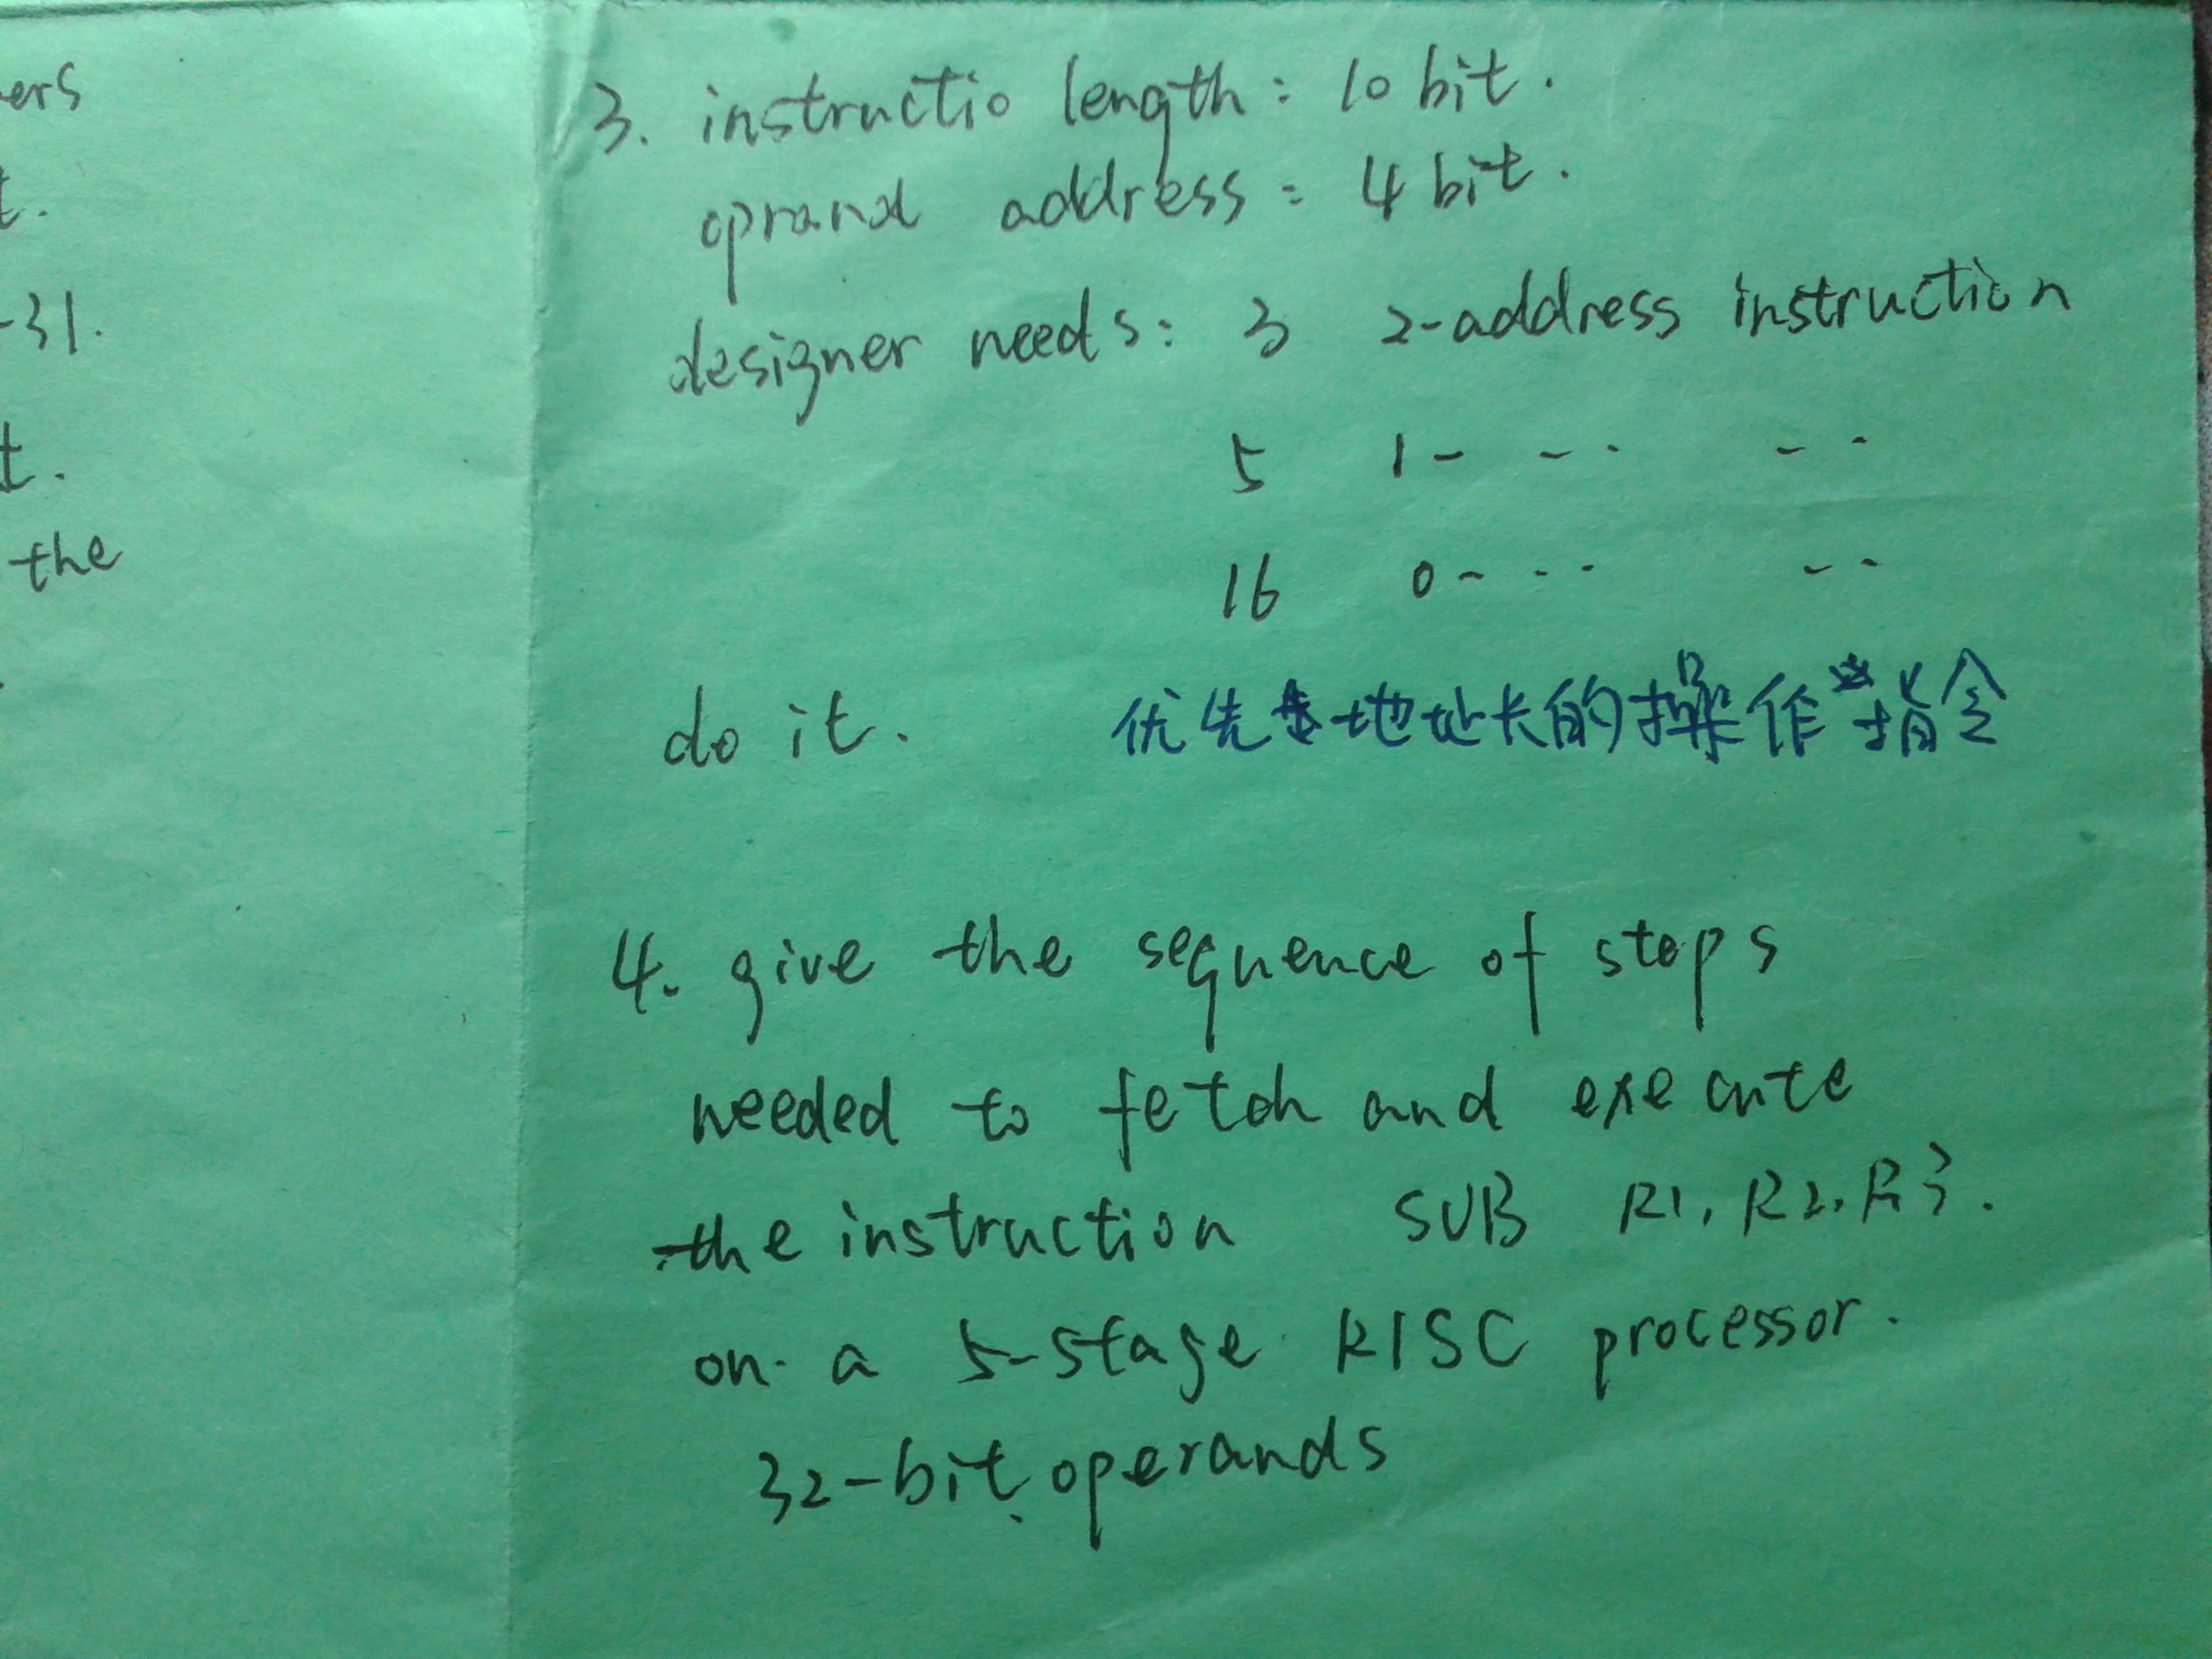 ers
t.
-31.
t.
the
3. instructio length: 10 bit.
oprand address: 4 bit.
designer needs: 3 2-address instruction
5 1- -- --
16 0- -- --
do it. 优先地址长的操作指令
4. give the sequence of steps
needed to fetch and execute
the instruction SUB R1, R2, R3.
on a 5-stage RISC processor.
32-bit operands